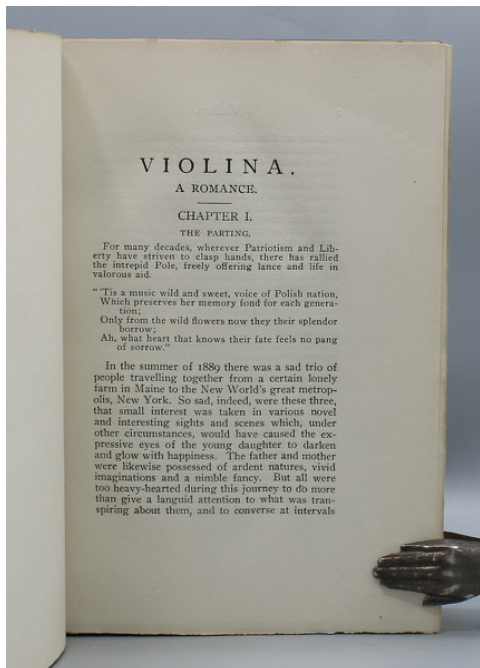 VIOLINA.
A ROMANCE.
CHAPTER I.
THE PARTING.
For many decades, wherever Patriotism and Lib-
erty have striven to clasp hands, there has rallied
the intrepid Pole, freely offering lance and life in
valorous aid.
“ 'Tis a music wild and sweet, voice of Polish nation,
Which preserves her memory fond for each genera-
tion;
Only from the wild flowers now they their splendor
borrow;
Ah, what heart that knows their fate feels no pang
of sorrow.”
In the summer of 1889 there was a sad trio of
people travelling together from a certain lonely
farm in Maine to the New World's great metrop-
olis, New York. So sad, indeed, were these three,
that small interest was taken in various novel
and interesting sights and scenes which, under
other circumstances, would have caused the ex-
pressive eyes of the young daughter to darken
and glow with happiness. The father and mother
were likewise possessed of ardent natures, vivid
imaginations and a nimble fancy. But all were
too heavy-hearted during this journey to do more
than give a languid attention to what was tran-
spiring about them, and to converse at intervals